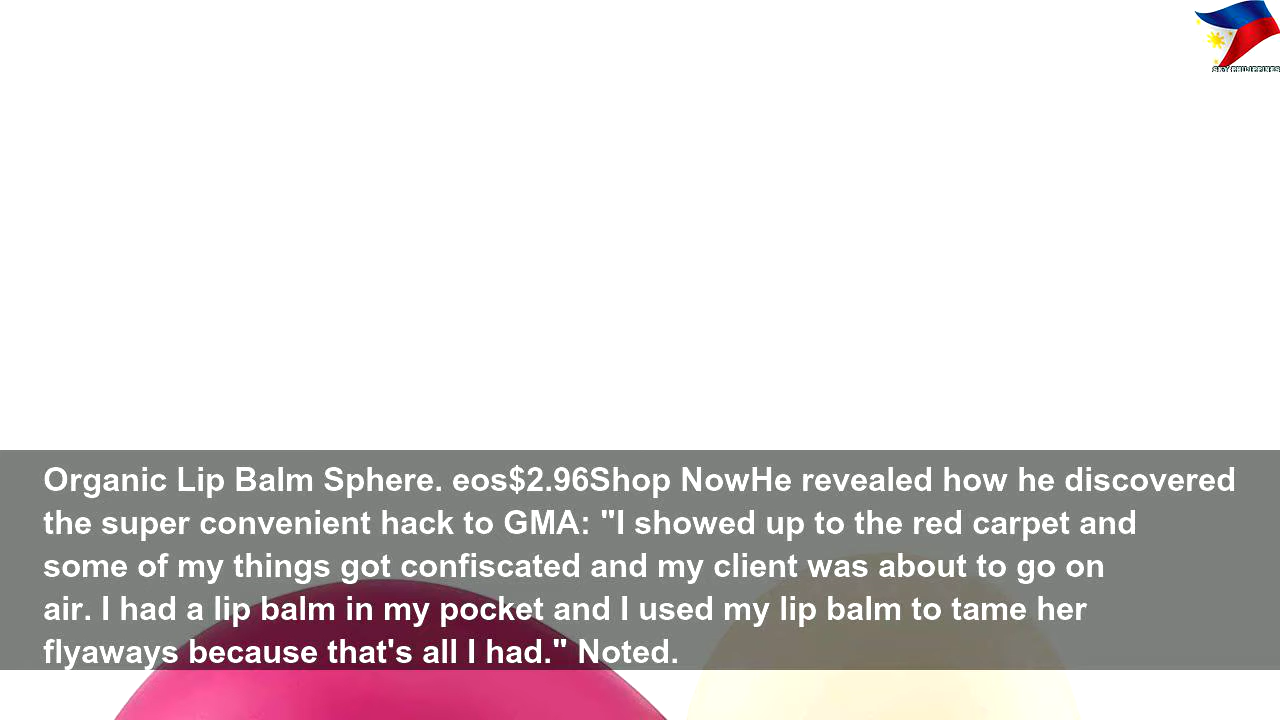 SKY PHILIPPINES
Organic Lip Balm Sphere. eos$2.96Shop NowHe revealed how he discovered
the super convenient hack to GMA: "I showed up to the red carpet and
some of my things got confiscated and my client was about to go on
air. I had a lip balm in my pocket and I used my lip balm to tame her
flyaways because that's all I had." Noted.